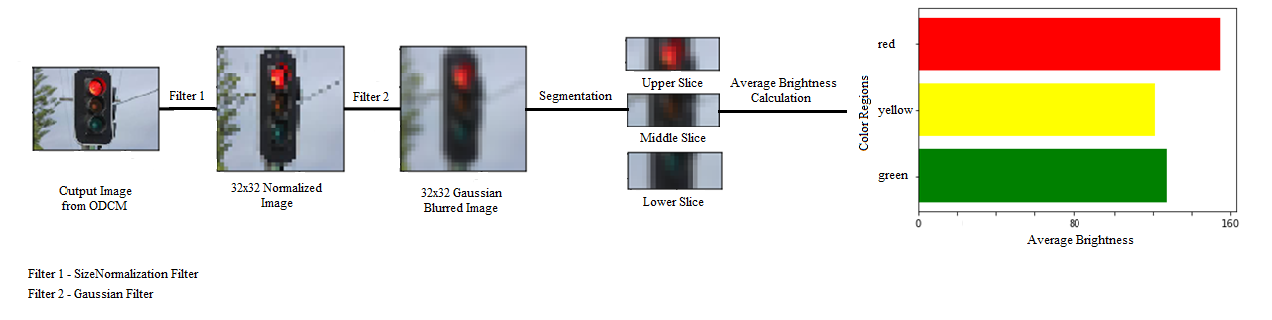 Cutput Image
from ODCM
Filter 1
32x32 Normalized
Image
Filter 2
32x32 Gaussian
Blurred Image
Segmentation
Upper Slice
Middle Slice
Lower Slice
Average Brightness
Calculation
Color Regions
red
yellow
green
0
80
160
Average Brightness
Filter 1 - SizeNormalization Filter
Filter 2 - Gaussian Filter